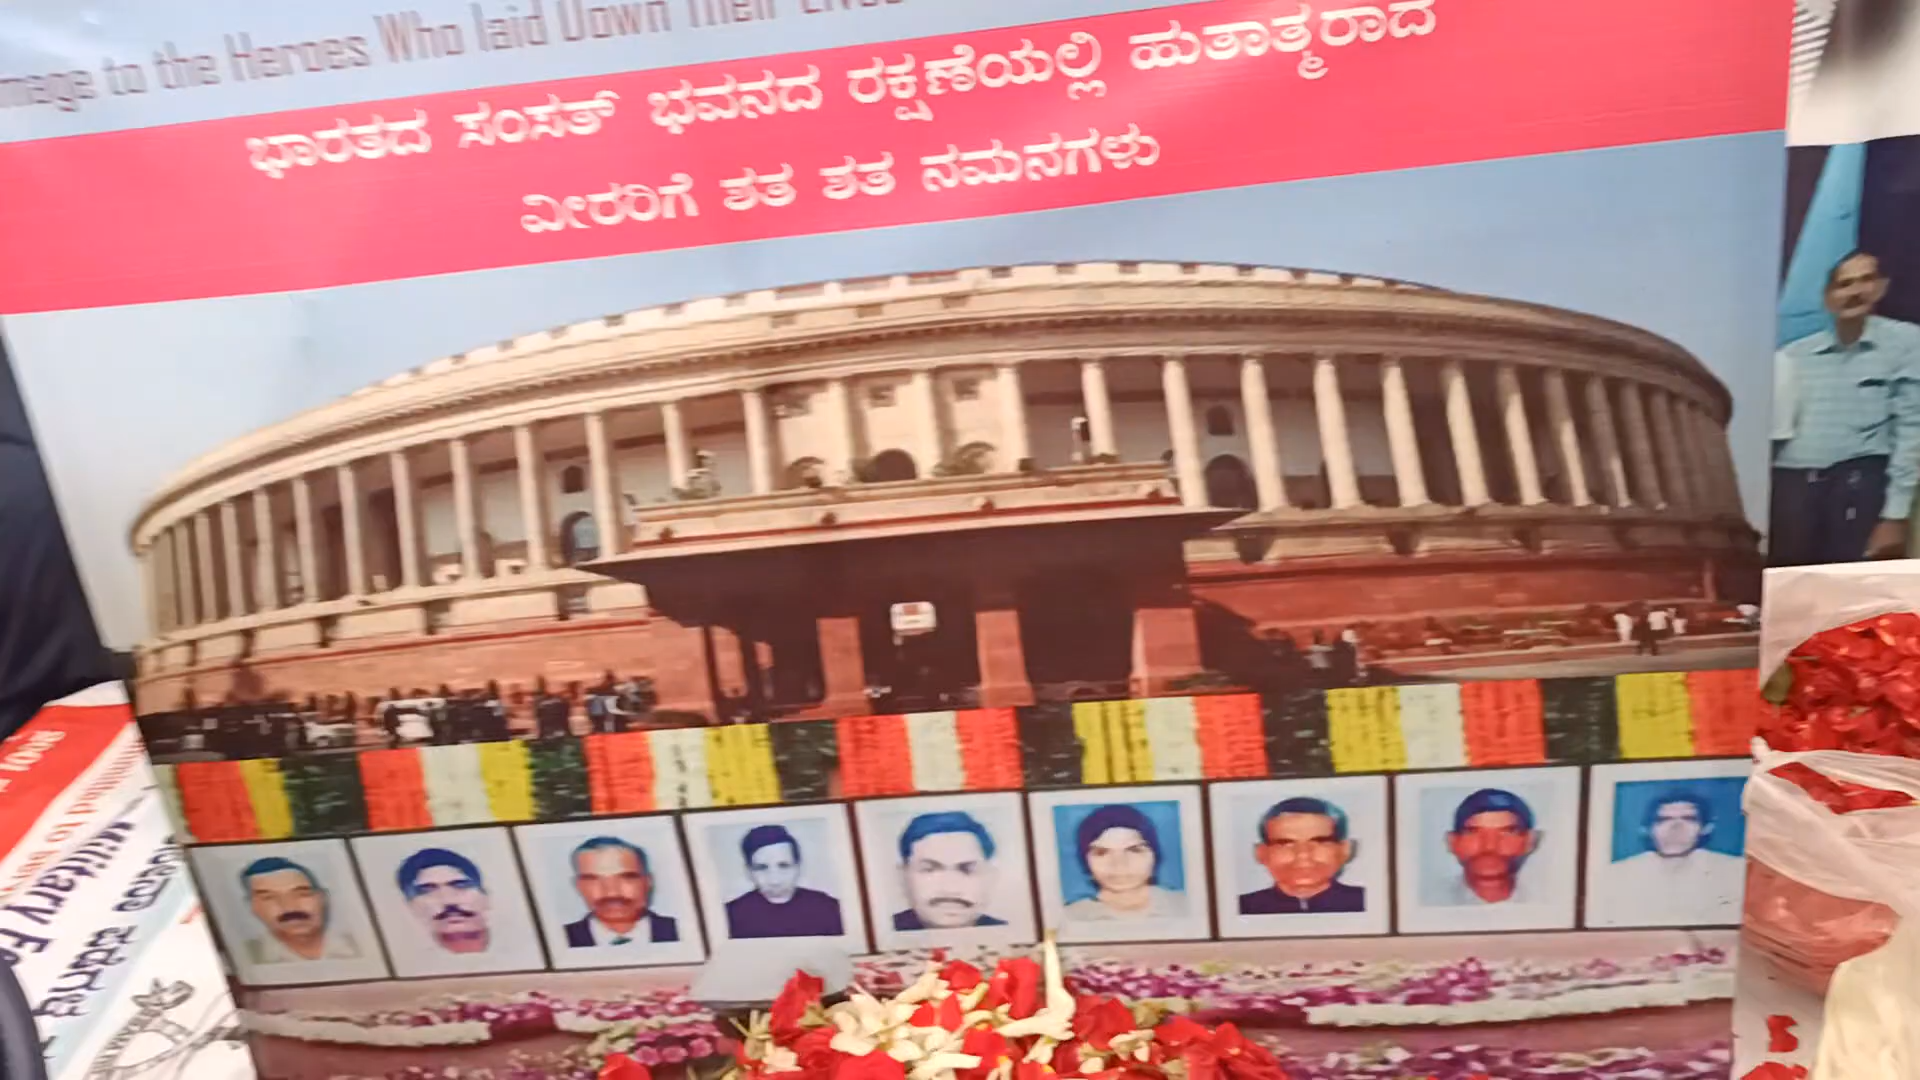 to the Heroes Who laid Down Their Lives
ಭಾರತದ ಸಂಸತ್ ಭವನದ ರಕ್ಷಣೆಯಲ್ಲಿ ಹುತಾತ್ಮರಾದ
ವೀರರಿಗೆ ಶತ ಶತ ನಮನಗಳು
Military